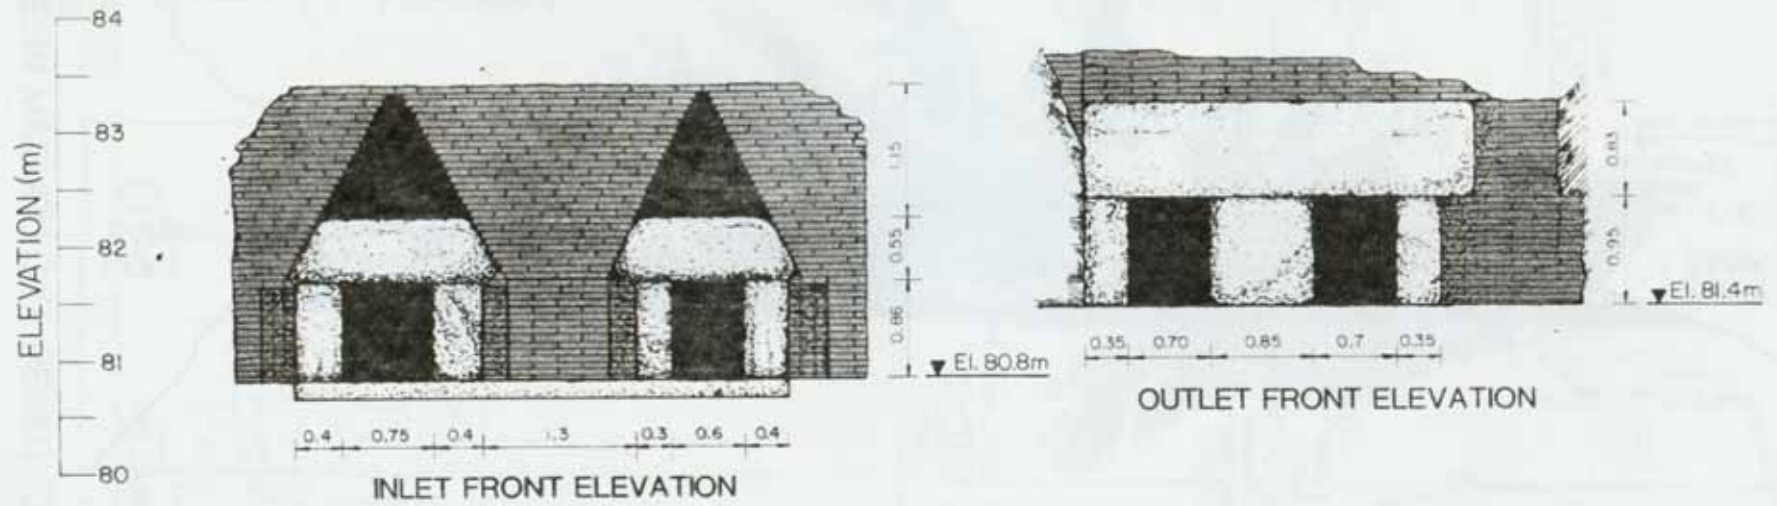 84
83
82
81
80
ELEVATION (m)
1.15
0.55
0.86
El. 80.8m
0.4 0.75 0.4 1.3 0.3 0.6 0.4
INLET FRONT ELEVATION
0.83
0.95
El. 81.4m
?
0.35 0.70 0.85 0.7 0.35
OUTLET FRONT ELEVATION